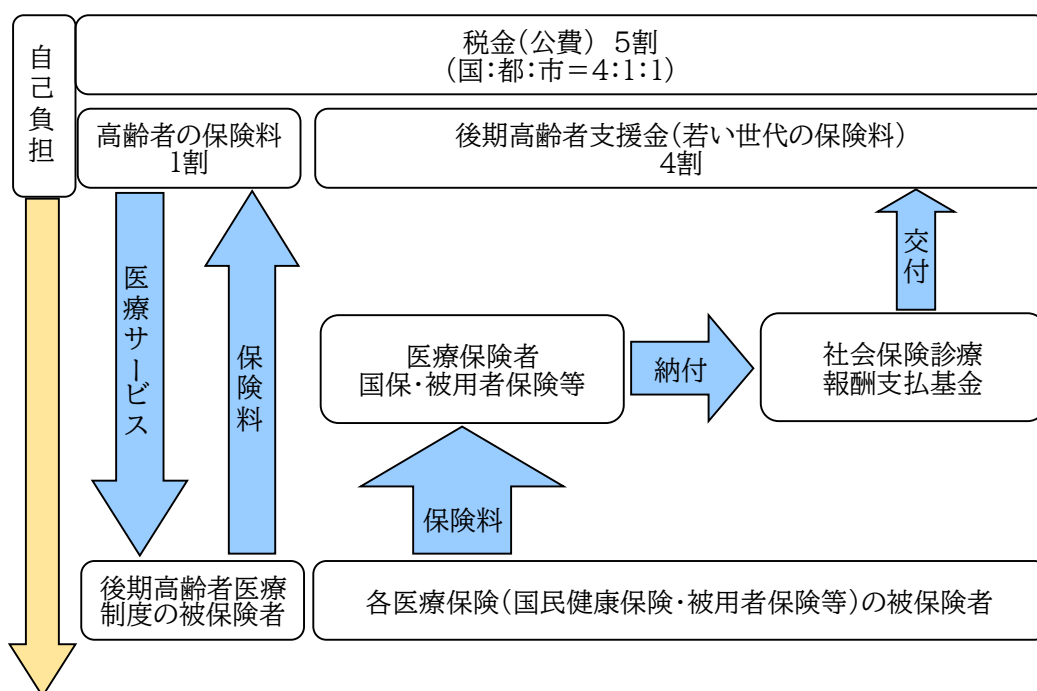 自己負担
税金（公費） 5割
（国：都：市＝4：1：1）
高齢者の保険料
1割
後期高齢者支援金（若い世代の保険料）
4割
医療サービス
保険料
交付
医療保険者
国保・被用者保険等
納付
社会保険診療
報酬支払基金
保険料
後期高齢者医療
制度の被保険者
各医療保険（国民健康保険・被用者保険等）の被保険者